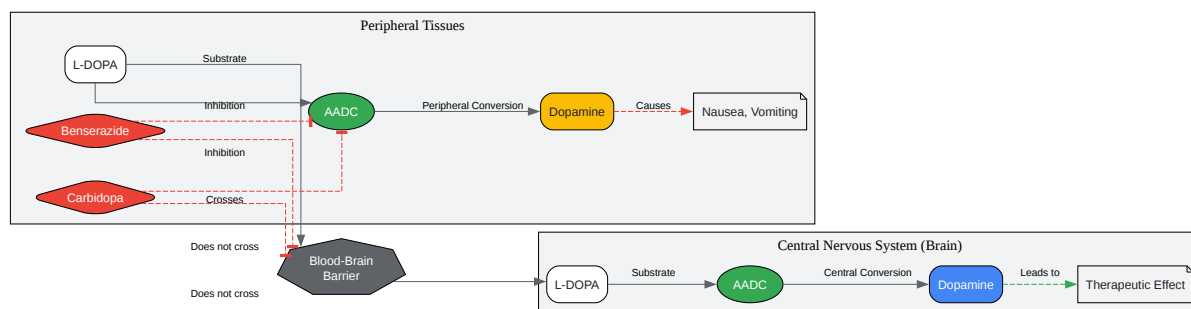 Peripheral Tissues
L-DOPA
Substrate
Inhibition
AADC
Peripheral Conversion
Dopamine
Causes
Nausea, Vomiting
Benserazide
Inhibition
Carbidopa
Crosses
Does not cross
Blood-Brain
Barrier
Does not cross
Central Nervous System (Brain)
L-DOPA
Substrate
AADC
Central Conversion
Dopamine
Leads to
Therapeutic Effect